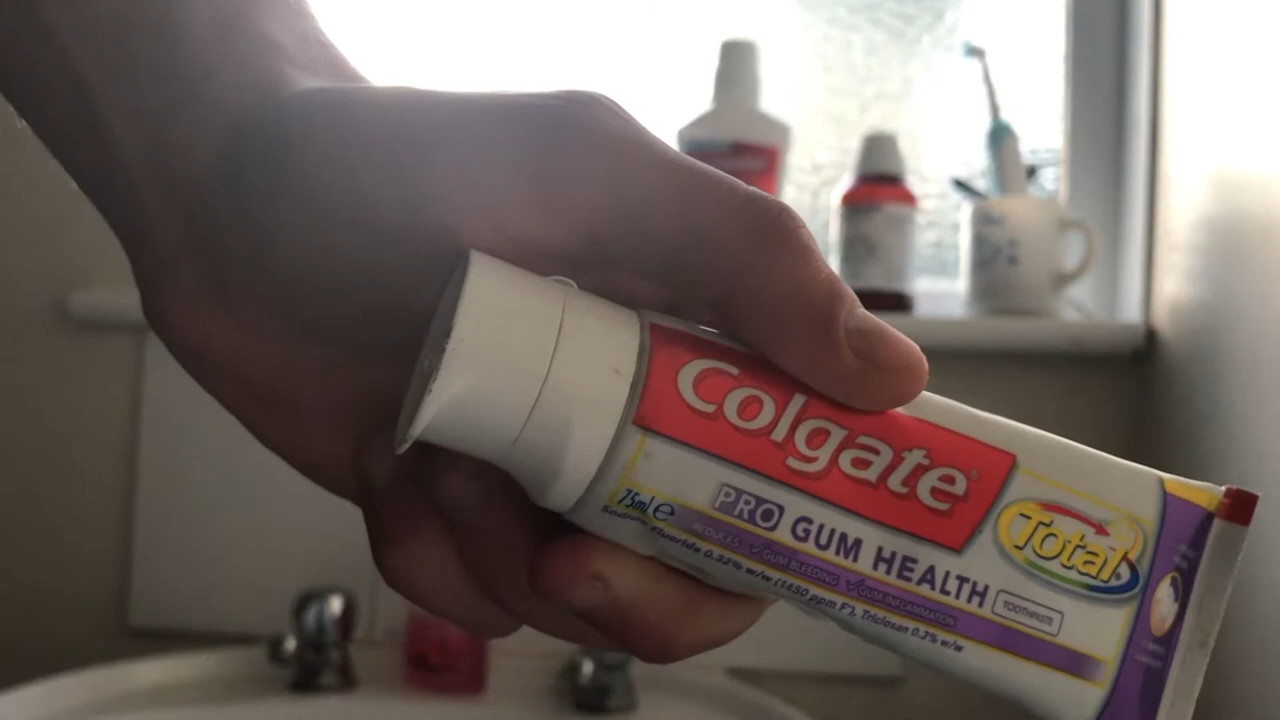 Colgate®
Total®
PRO GUM HEALTH
TOOTHPASTE
75ml e
REDUCES ✓GUM BLEEDING ✓GUM INFLAMMATION
Sodium Fluoride 0.32% w/w (1450 ppm F), Triclosan 0.3% w/w